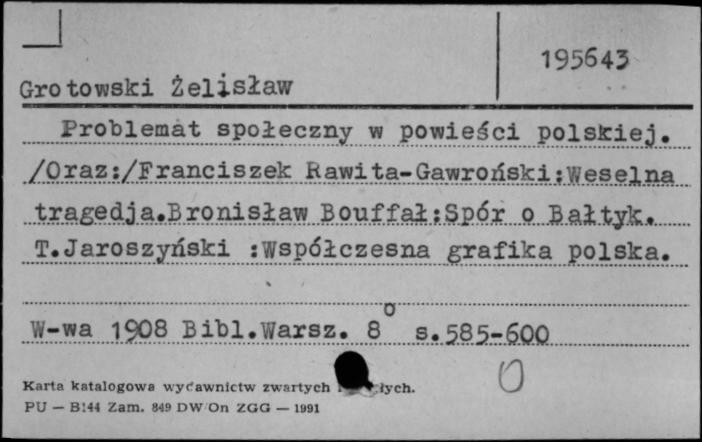 195643
Grotowski Żelisław
Problemat społeczny w powieści polskiej.
/Oraz:/Franciszek Rawita-Gawroński:Weselna
tragedja.Bronisław Bouffał:Spór o Bałtyk.
T.Jaroszyński :Współczesna grafika polska.
W-wa 1908 Bibl.Warsz. 8° s.585-600
Karta katalogowa wydawnictw zwartych
PU — B144 Zam. 849 DW/On ZGG — 1991